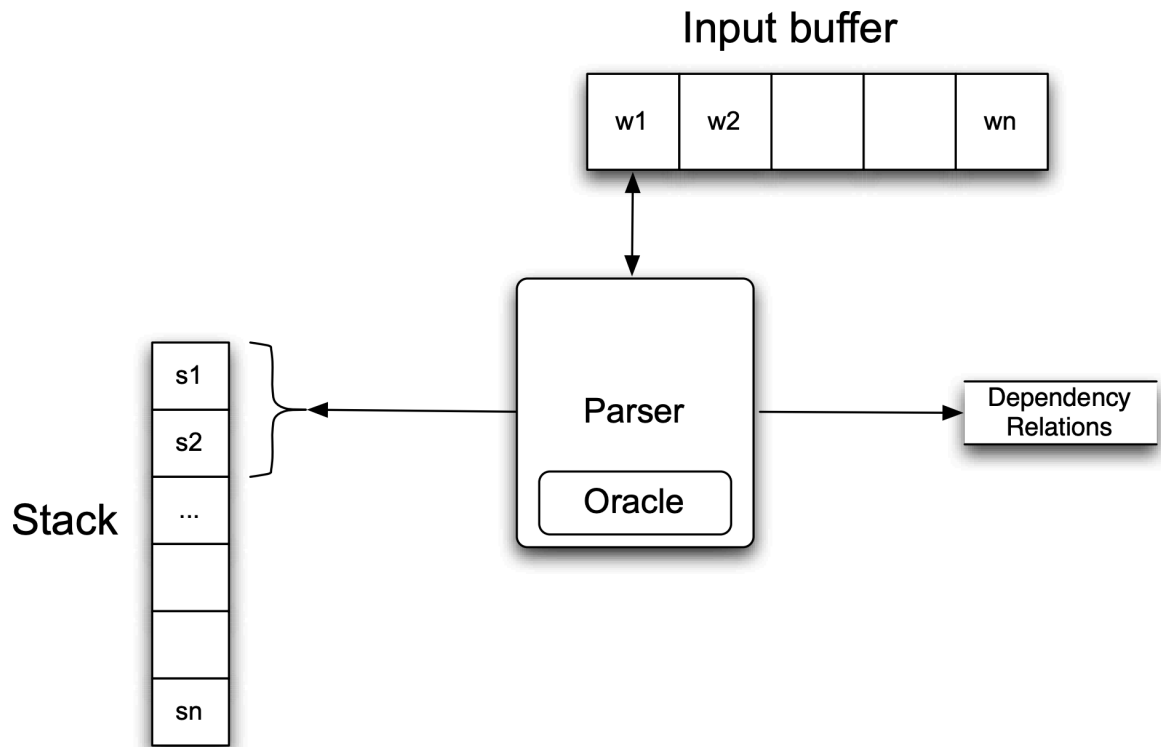 Input buffer
w1 w2 wn
s1
s2
Stack
...
sn
Parser
Oracle
Dependency
Relations